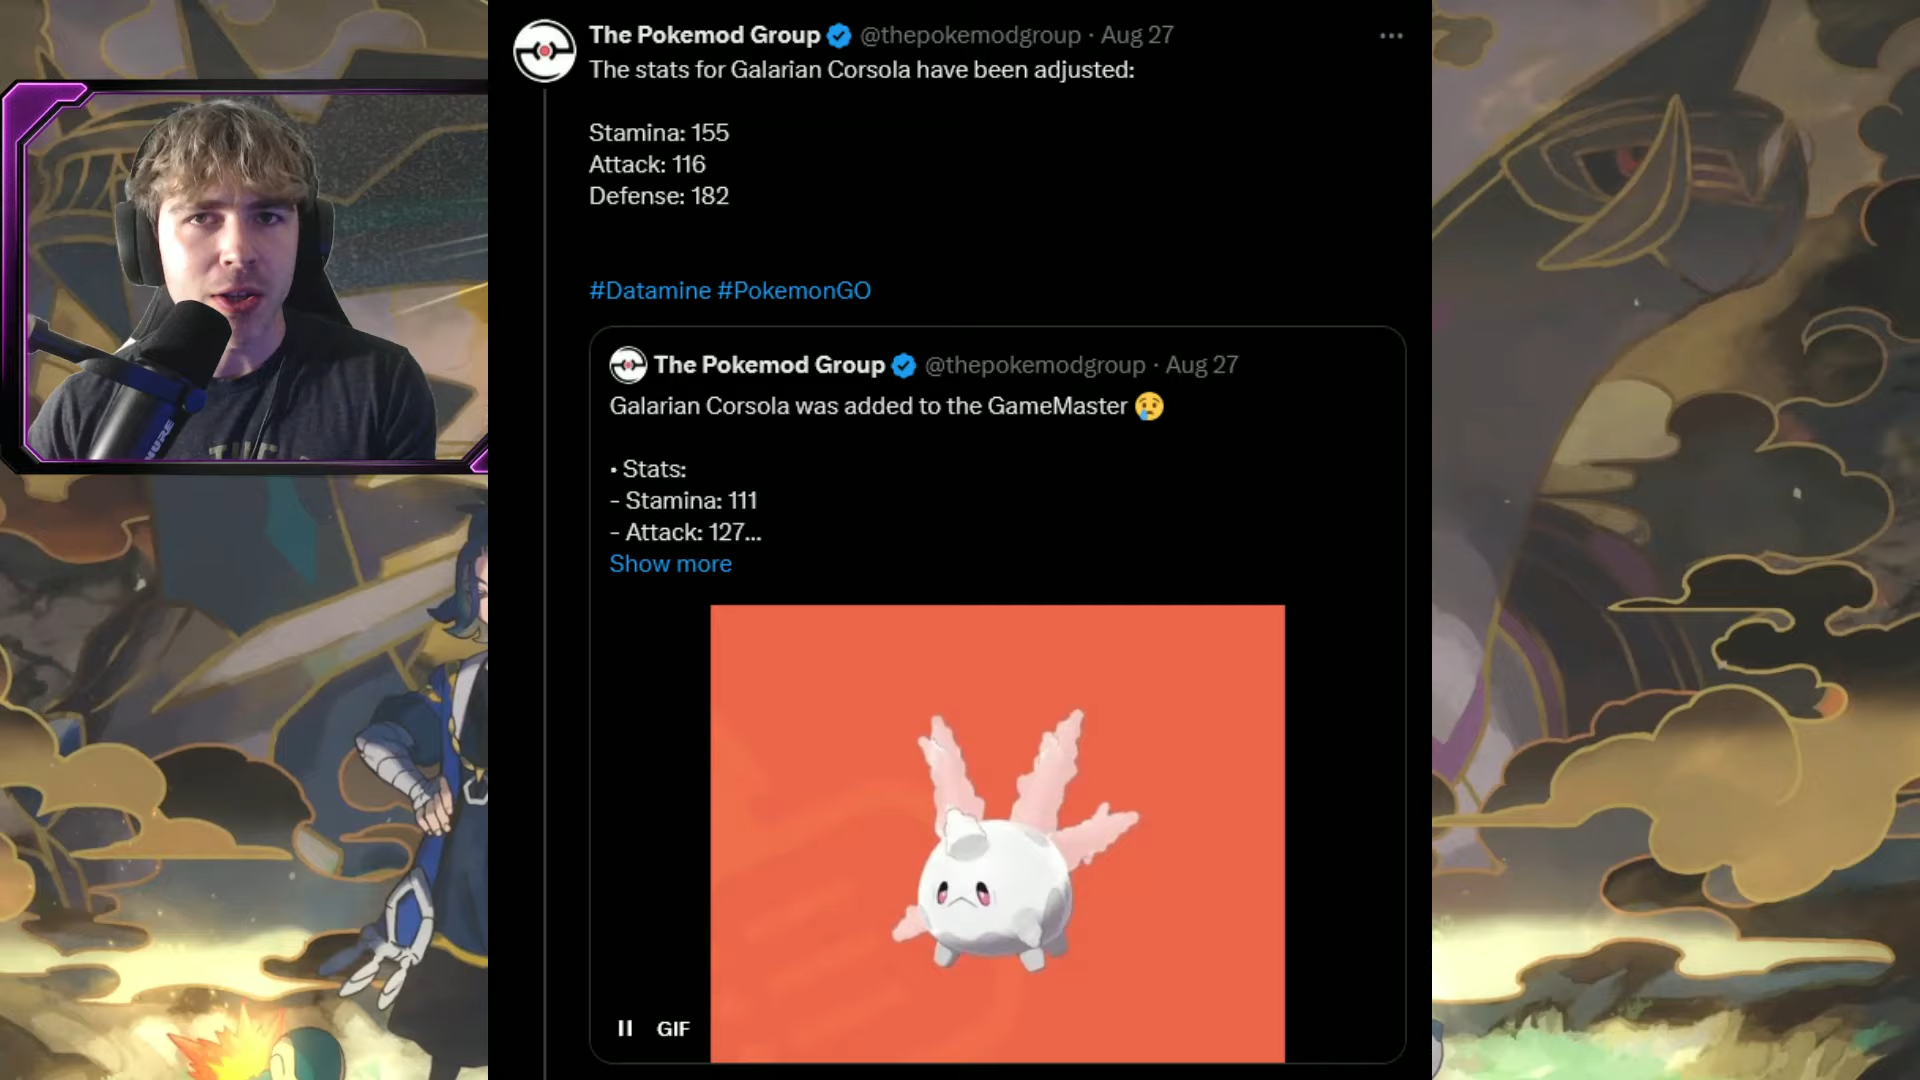 The Pokemod Group @thepokemodgroup · Aug 27
The stats for Galarian Corsola have been adjusted:
Stamina: 155
Attack: 116
Defense: 182
#Datamine #PokemonGO
The Pokemod Group @thepokemodgroup · Aug 27
Galarian Corsola was added to the GameMaster 😢
• Stats:
- Stamina: 111
- Attack: 127...
Show more
GIF